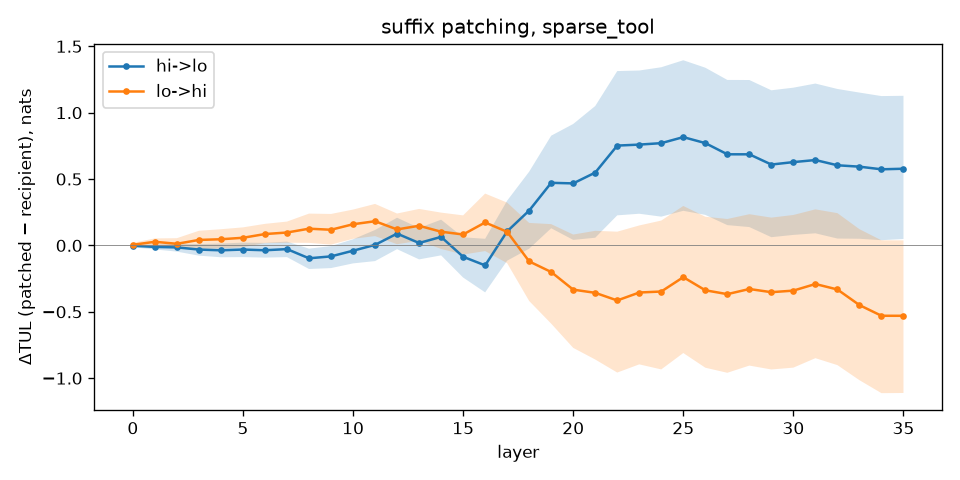 suffix patching, sparse_tool
ΔTUL (patched − recipient), nats
1.5
1.0
0.5
0.0
−0.5
−1.0
hi->lo
lo->hi
0 5 10 15 20 25 30 35
layer